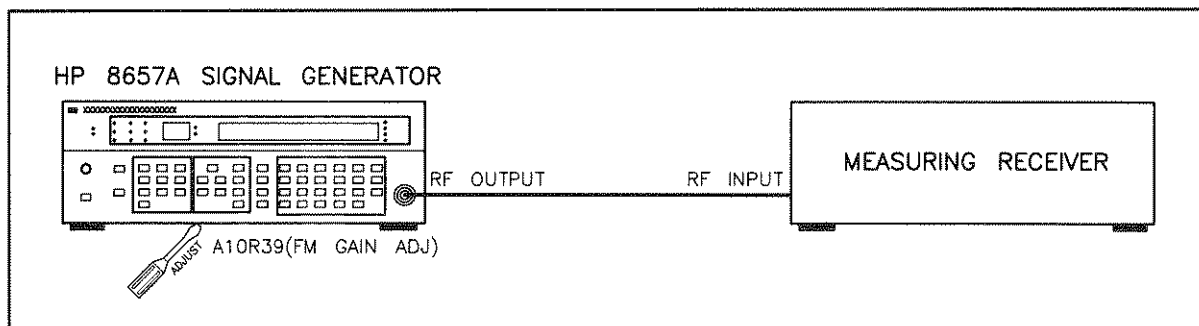 HP 8657A SIGNAL GENERATOR
MEASURING RECEIVER
RF OUTPUT
RF INPUT
ADJUST
A10R39(FM GAIN ADJ)